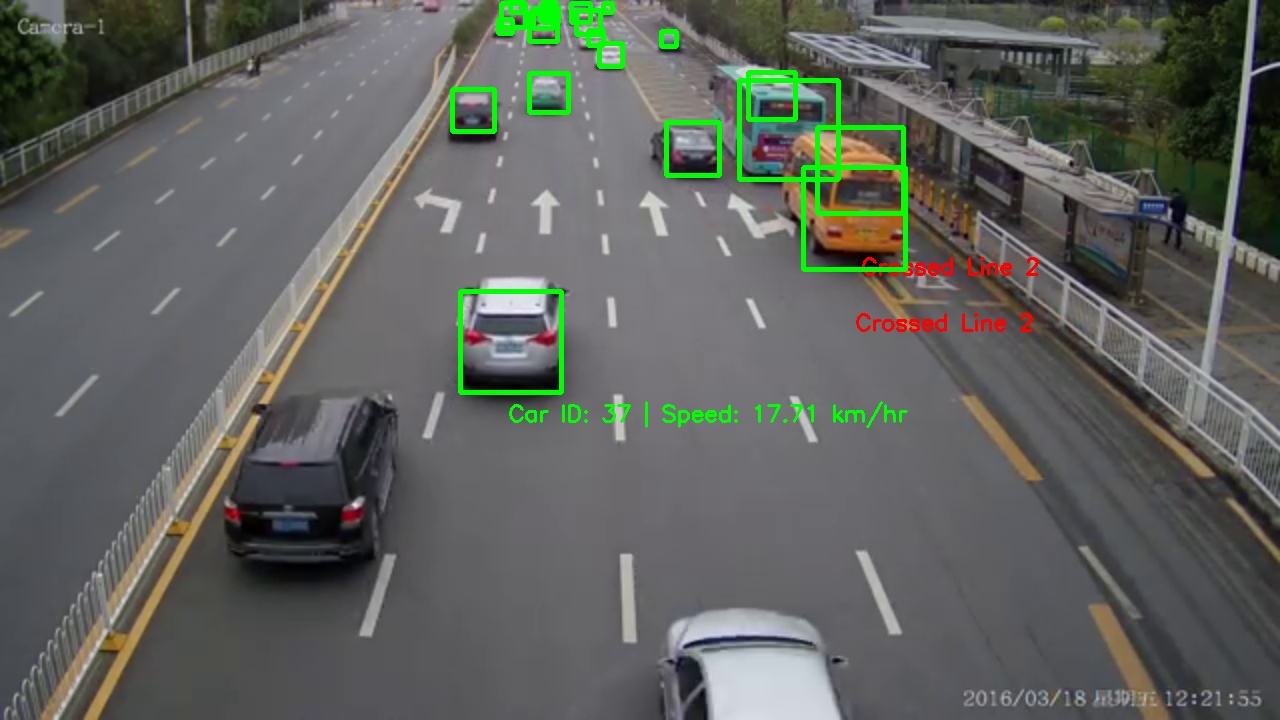 Camera-1
Crossed Line 2
Crossed Line 2
Car ID: 37 | Speed: 17.71 km/hr
2016/03/18 星期五 12:21:55